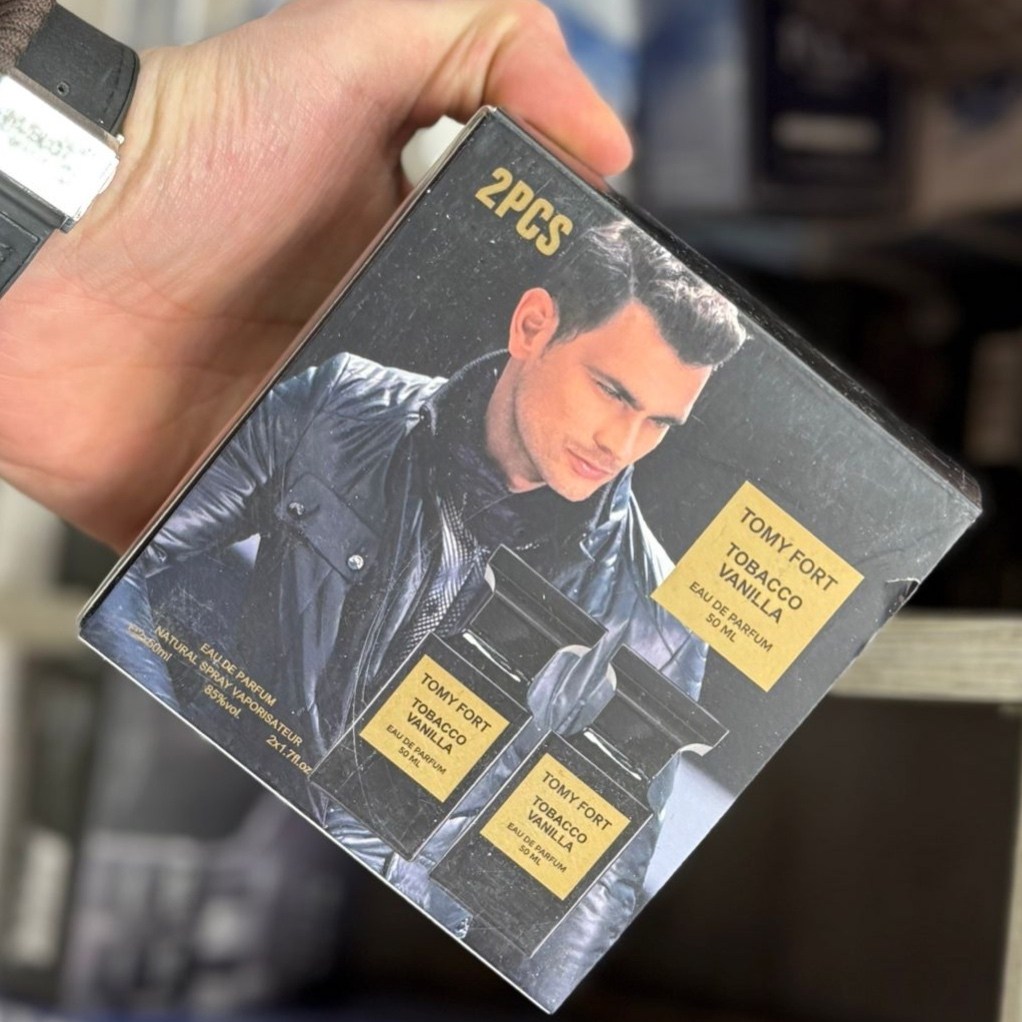 2PCS
TOMY FORT
TOBACCO
VANILLA
EAU DE PARFUM
50 ML
EAU DE PARFUM
NATURAL SPRAY VAPORISATEUR
85%vol.
2x1.7fl.oz
TOMY FORT
TOBACCO
VANILLA
EAU DE PARFUM
50 ML
TOMY FORT
TOBACCO
VANILLA
EAU DE PARFUM
50 ML